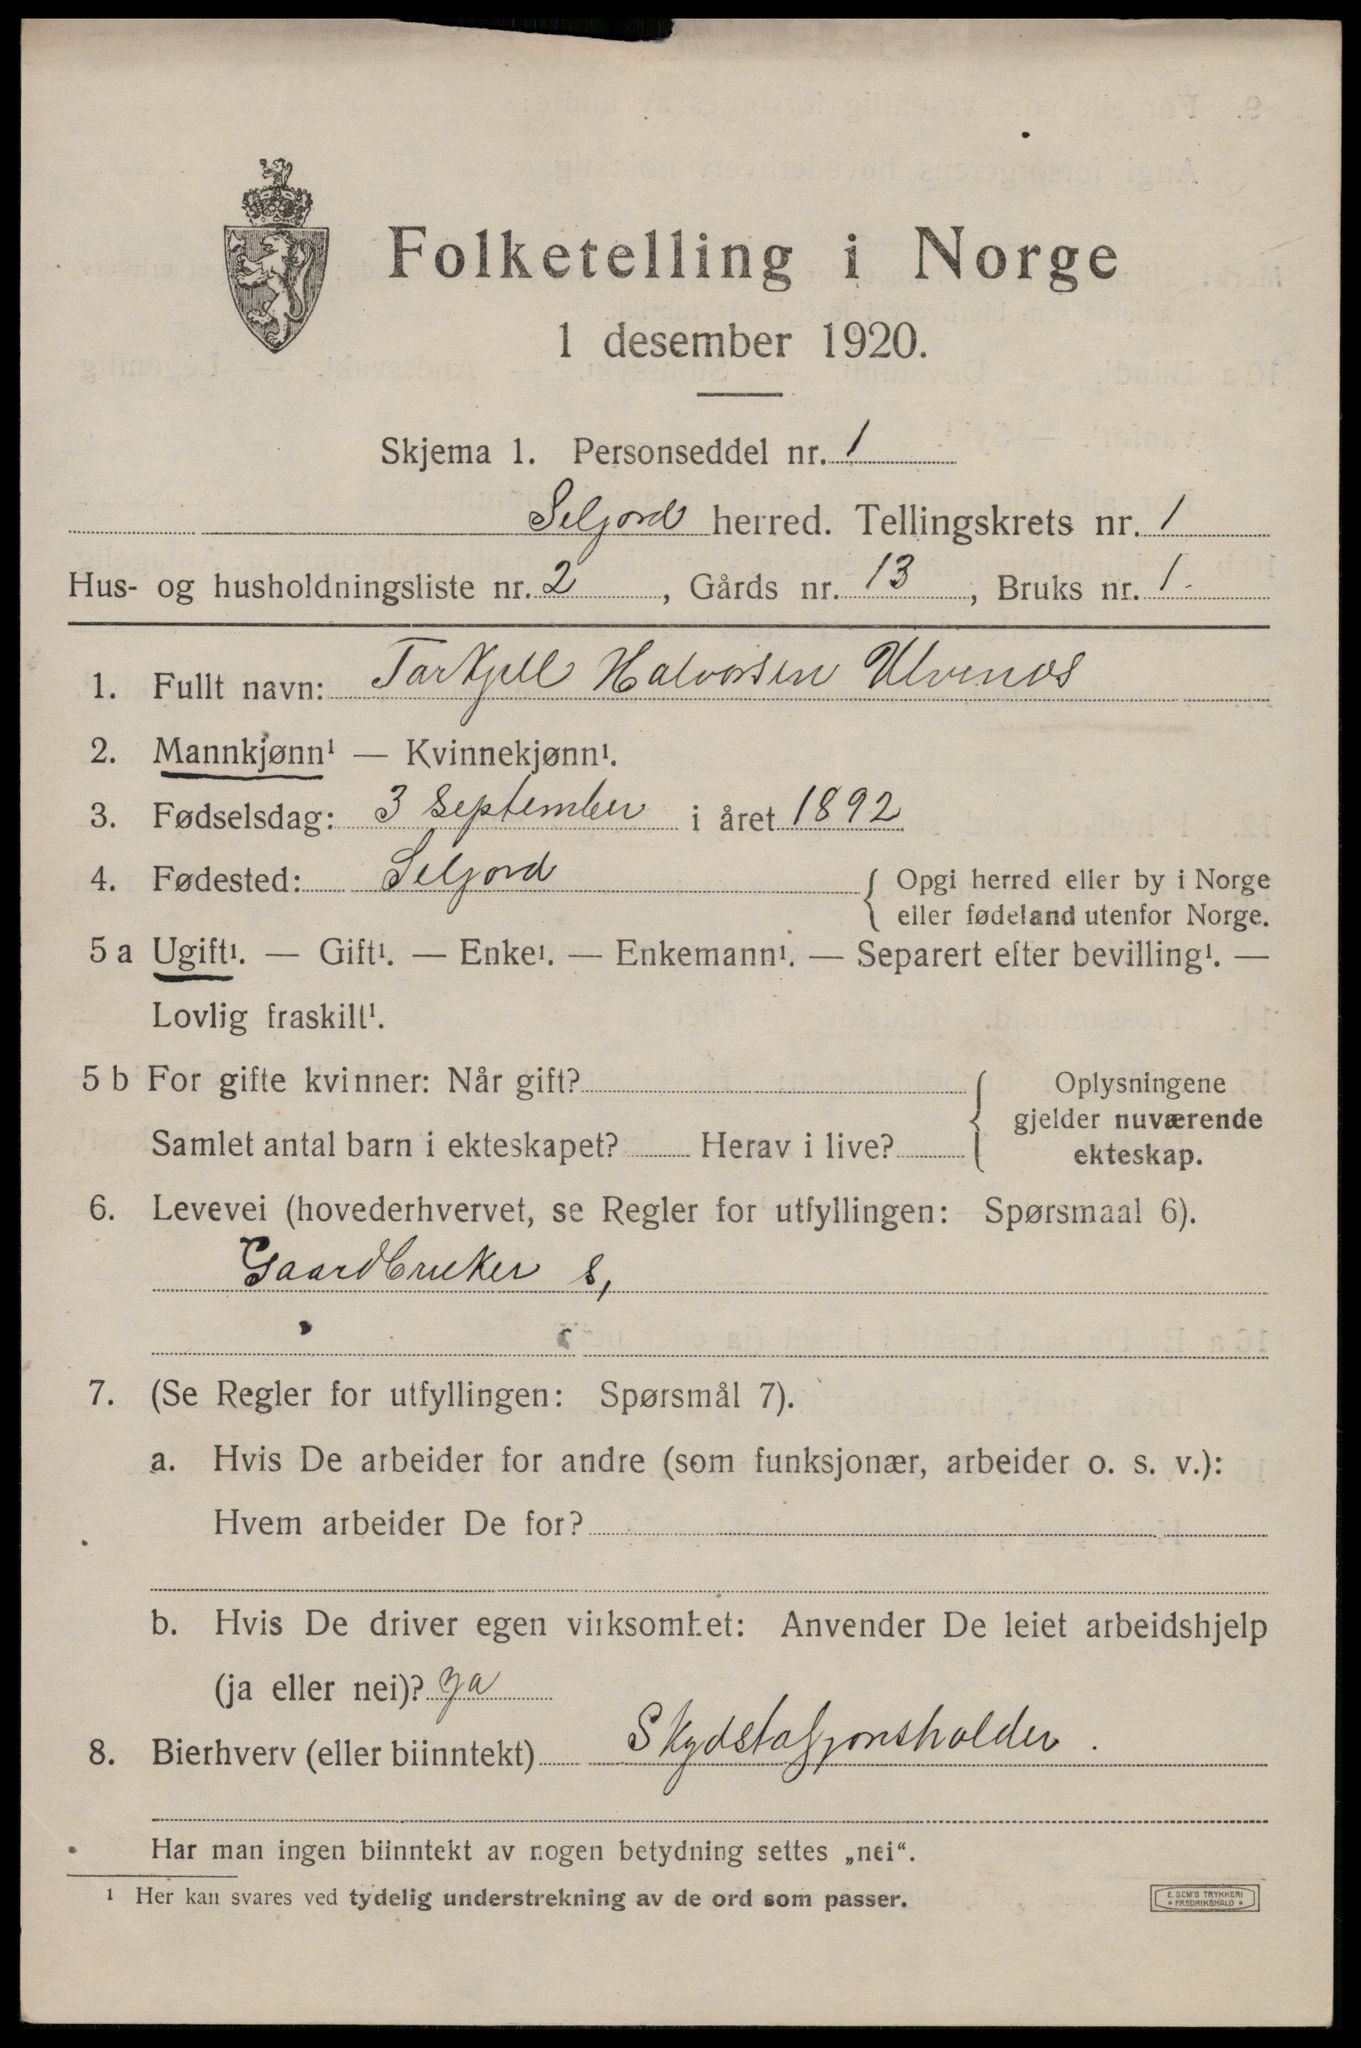 Folketelling i Norge
1 desember 1920.
Skjema 1. Personseddel nr. 1
Seljord herred. Tellingskrets nr. 1
Hus- og husholdningsliste nr. 2, Gårds nr. 13, Bruks nr. 1.
1. Fullt navn: Tarkjell Halvorsen Ulvenes
2. Mannkjønn¹ — Kvinnekjønn¹.
3. Fødselsdag: 3 September i året 1892
4. Fødested: Seljord { Opgi herred eller by i Norge
eller fødeland utenfor Norge.
5 a Ugift¹. — Gift¹. — Enke¹. — Enkemann¹. — Separert efter bevilling¹. —
Lovlig fraskilt¹.
5 b For gifte kvinner: Når gift? { Oplysningene
gjelder nuværende
Samlet antal barn i ekteskapet? Herav i live? ekteskap.
6. Levevei (hovederhvervet, se Regler for utfyllingen: Spørsmaal 6).
Gaardbruker s,
7. (Se Regler for utfyllingen: Spørsmål 7).
a. Hvis De arbeider for andre (som funksjonær, arbeider o. s. v.):
Hvem arbeider De for?
b. Hvis De driver egen virksomhet: Anvender De leiet arbeidshjelp
(ja eller nei)? ja
8. Bierhverv (eller biinntekt) Skydstasjonsholder.
Har man ingen biinntekt av nogen betydning settes „nei“.
¹ Her kan svares ved tydelig understrekning av de ord som passer.
E. SEM'S TRYKKERI
FREDRIKSHALD